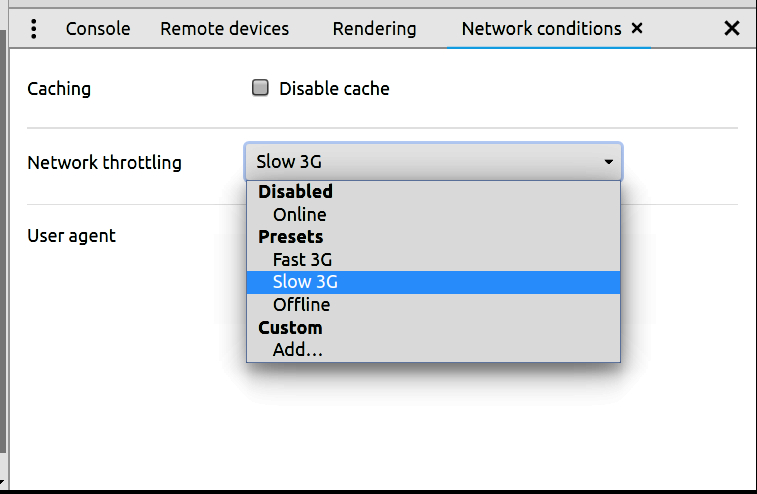 Console Remote devices Rendering Network conditions
Caching Disable cache
Network throttling Slow 3G
Disabled
Online
User agent
Presets
Fast 3G
Slow 3G
Offline
Custom
Add...